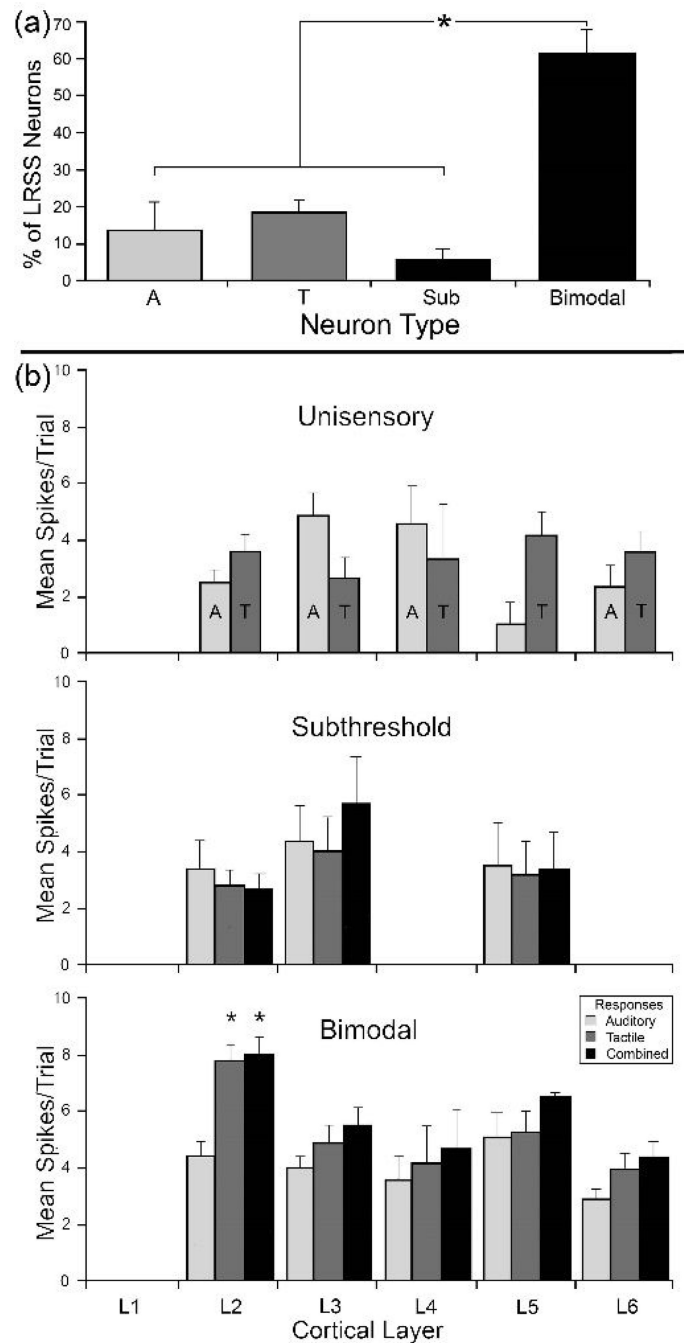 (a)
% of LRSS Neurons
70
60
50
40
30
20
10
0
*
A T Sub Bimodal
Neuron Type
(b)
Unisensory
Mean Spikes/Trial
10
8
6
4
2
0
A T A T A T T A T
Subthreshold
Mean Spikes/Trial
10
8
6
4
2
0
Bimodal
Mean Spikes/Trial
10
8
6
4
2
0
* *
Responses
Auditory
Tactile
Combined
L1 L2 L3 L4 L5 L6
Cortical Layer